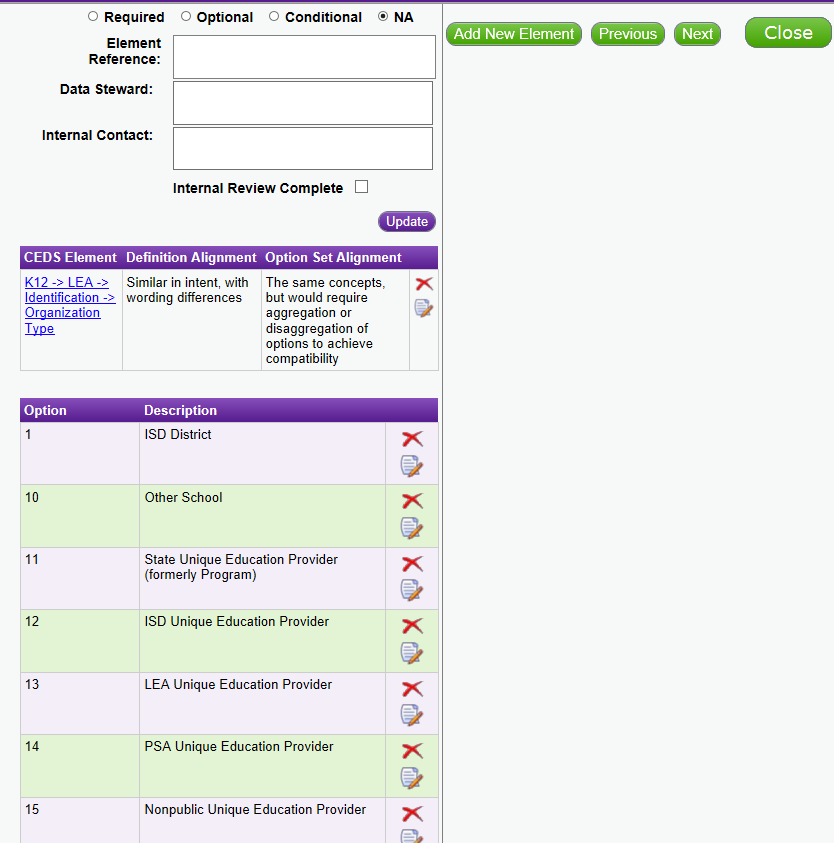 Required Optional Conditional NA
Add New Element Previous Next Close
Element
Reference:
Data Steward:
Internal Contact:
Internal Review Complete
Update
CEDS Element Definition Alignment Option Set Alignment
K12 -> LEA ->
Identification ->
Organization
Type
Similar in intent, with
wording differences
The same concepts,
but would require
aggregation or
disaggregation of
options to achieve
compatibility
Option Description
1 ISD District
10 Other School
11 State Unique Education Provider
(formerly Program)
12 ISD Unique Education Provider
13 LEA Unique Education Provider
14 PSA Unique Education Provider
15 Nonpublic Unique Education Provider